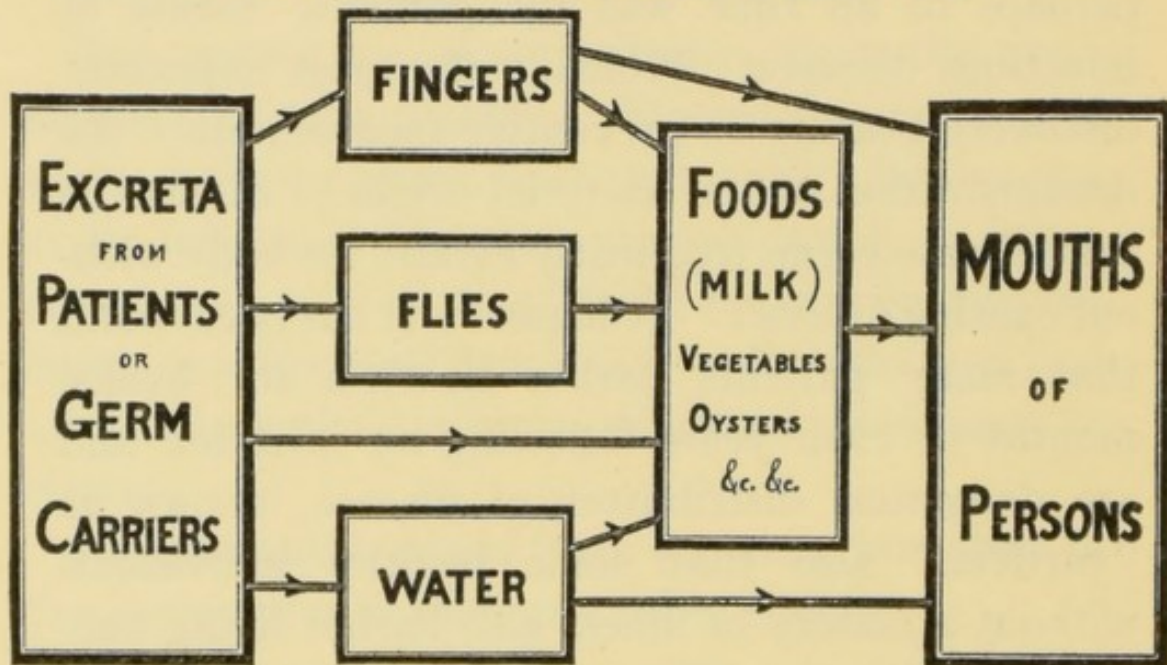 EXCRETA
FROM
PATIENTS
OR
GERM
CARRIERS
FINGERS
FLIES
WATER
FOODS
(MILK)
VEGETABLES
OYSTERS
&c. &c.
MOUTHS
OF
PERSONS